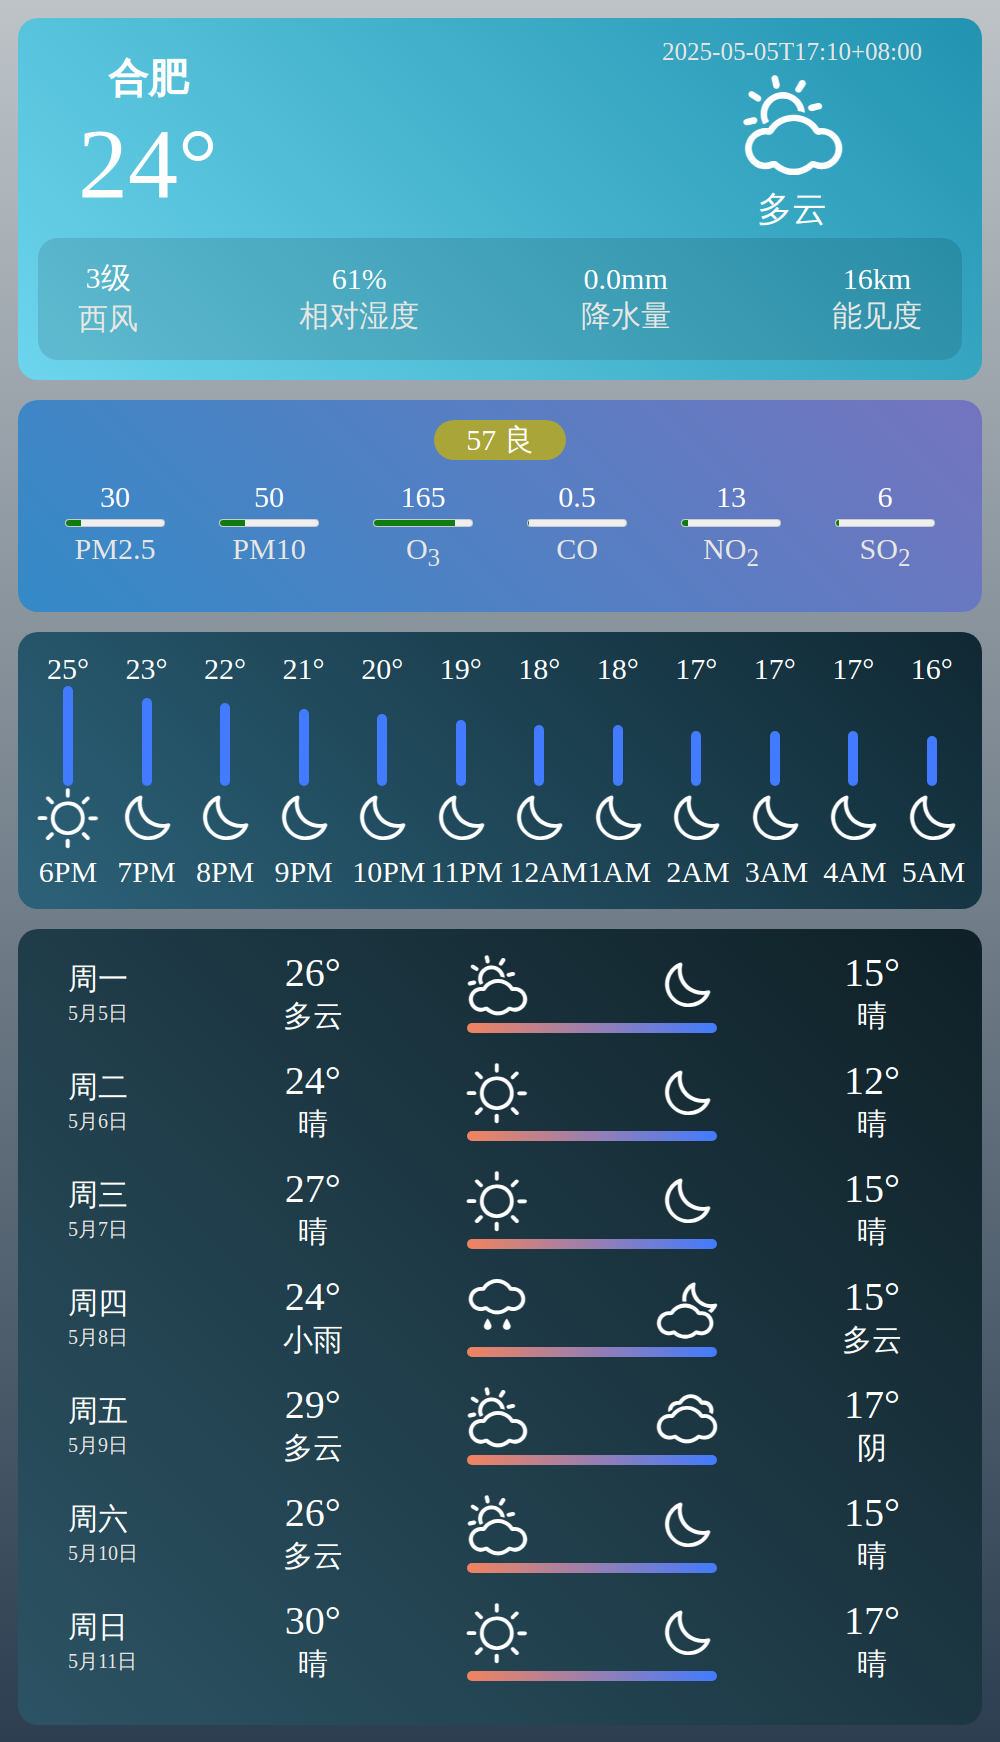 合肥
24°
2025-05-05T17:10+08:00
多云
3级 61% 0.0mm 16km
西风 相对湿度 降水量 能见度
57 良
30 50 165 0.5 13 6
PM2.5 PM10 O3 CO NO2 SO2
25° 23° 22° 21° 20° 19° 18° 18° 17° 17° 17° 16°
6PM 7PM 8PM 9PM 10PM 11PM 12AM 1AM 2AM 3AM 4AM 5AM
周一 26° 15°
5月5日 多云 晴
周二 24° 12°
5月6日 晴 晴
周三 27° 15°
5月7日 晴 晴
周四 24° 15°
5月8日 小雨 多云
周五 29° 17°
5月9日 多云 阴
周六 26° 15°
5月10日 多云 晴
周日 30° 17°
5月11日 晴 晴